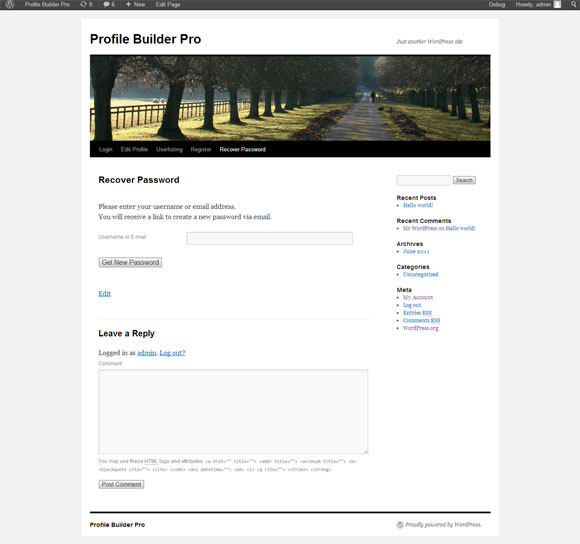 Profile Builder Pro 9 6 + New Edit Page Debug Howdy, admin
Profile Builder Pro
Just another WordPress site
Login Edit Profile Userlisting Register Recover Password
Recover Password
Please enter your username or email address.
You will receive a link to create a new password via email.
Username or E-mail
Get New Password
Edit
Leave a Reply
Logged in as admin. Log out?
Comment
You may use these HTML tags and attributes: <a href="" title=""> <abbr title=""> <acronym title=""> <b>
<blockquote cite=""> <cite> <code> <del datetime=""> <em> <i> <q cite=""> <strike> <strong>
Post Comment
Search
Recent Posts
Hello world!
Recent Comments
Mr WordPress on Hello world!
Archives
June 2011
Categories
Uncategorized
Meta
My Account
Log out
Entries RSS
Comments RSS
WordPress.org
Profile Builder Pro
Proudly powered by WordPress.